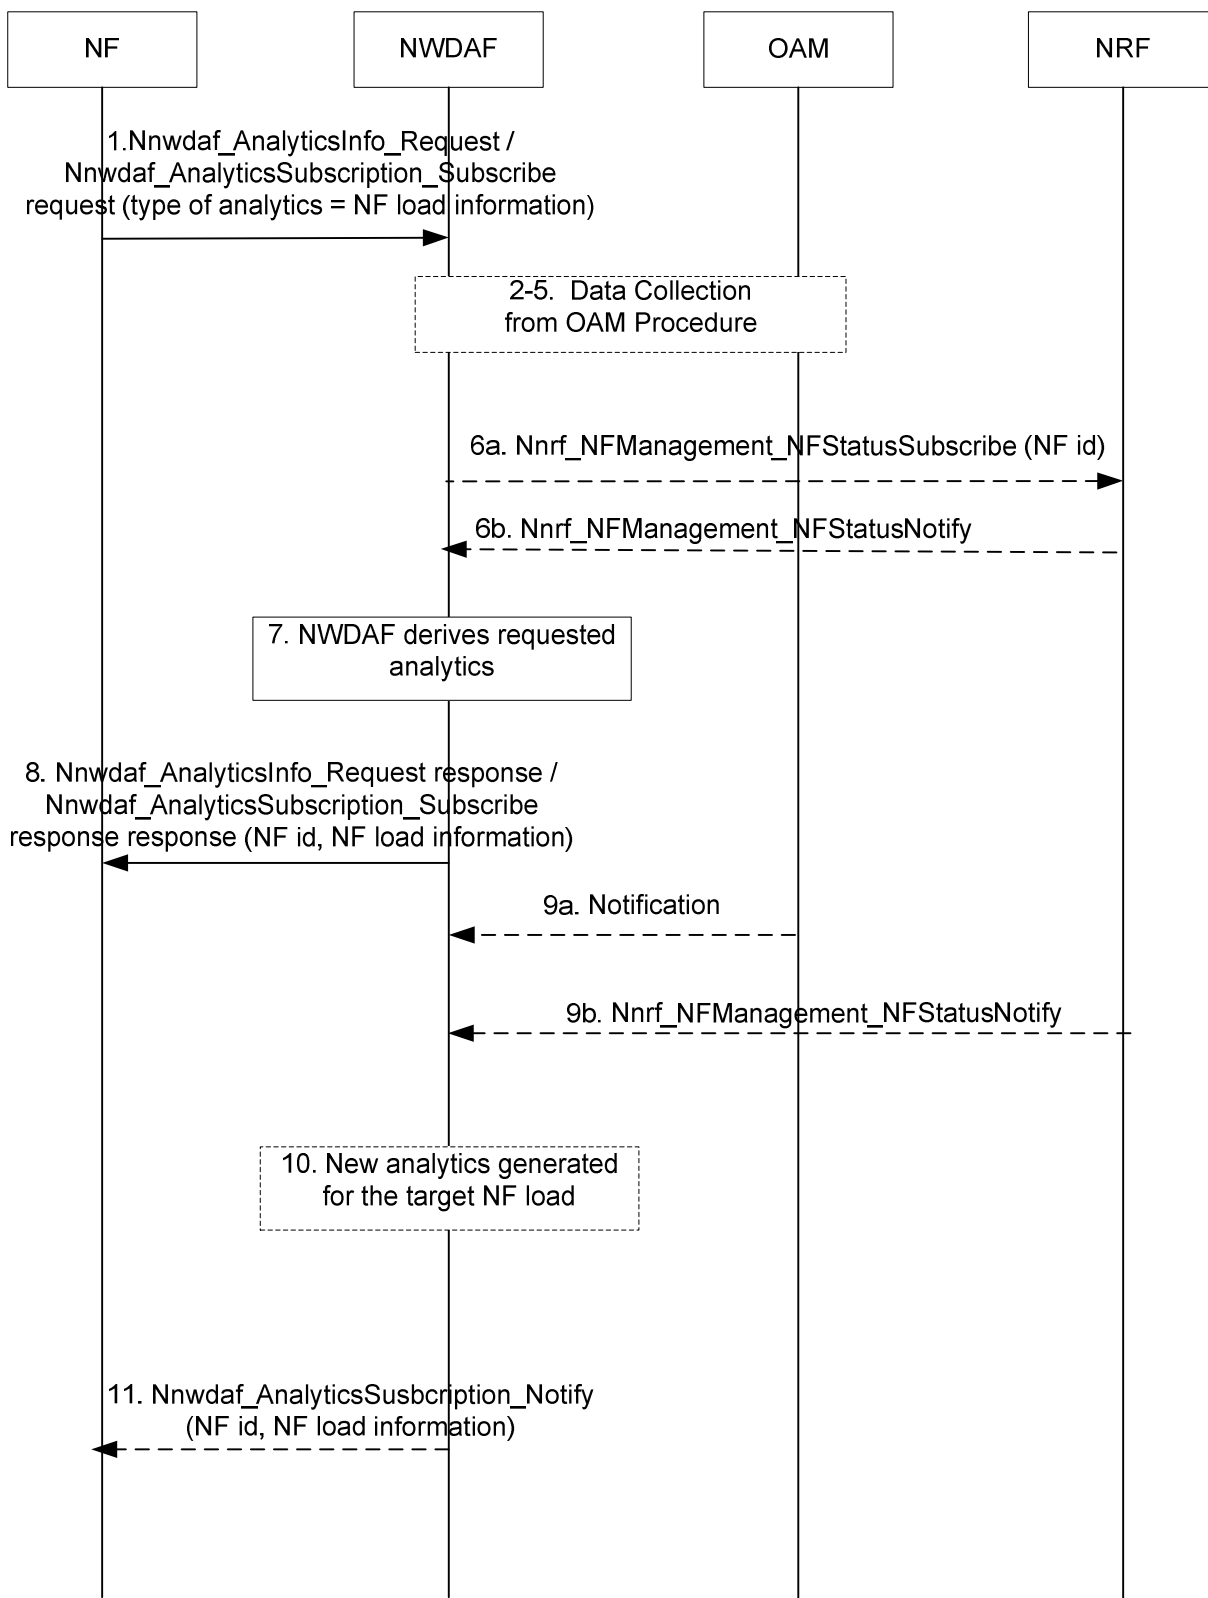 NF
NWDAF
OAM
NRF
1.Nnwdaf_AnalyticsInfo_Request /
Nnwdaf_AnalyticsSubscription_Subscribe
request (type of analytics = NF load information)
2-5.  Data Collection
from OAM Procedure
6a. Nnrf_NFManagement_NFStatusSubscribe (NF id)
6b. Nnrf_NFManagement_NFStatusNotify
7. NWDAF derives requested
analytics
8. Nnwdaf_AnalyticsInfo_Request response /
Nnwdaf_AnalyticsSubscription_Subscribe
response response (NF id, NF load information)
9a. Notification
9b. Nnrf_NFManagement_NFStatusNotify
10. New analytics generated
for the target NF load
11. Nnwdaf_AnalyticsSusbcription_Notify
(NF id, NF load information)